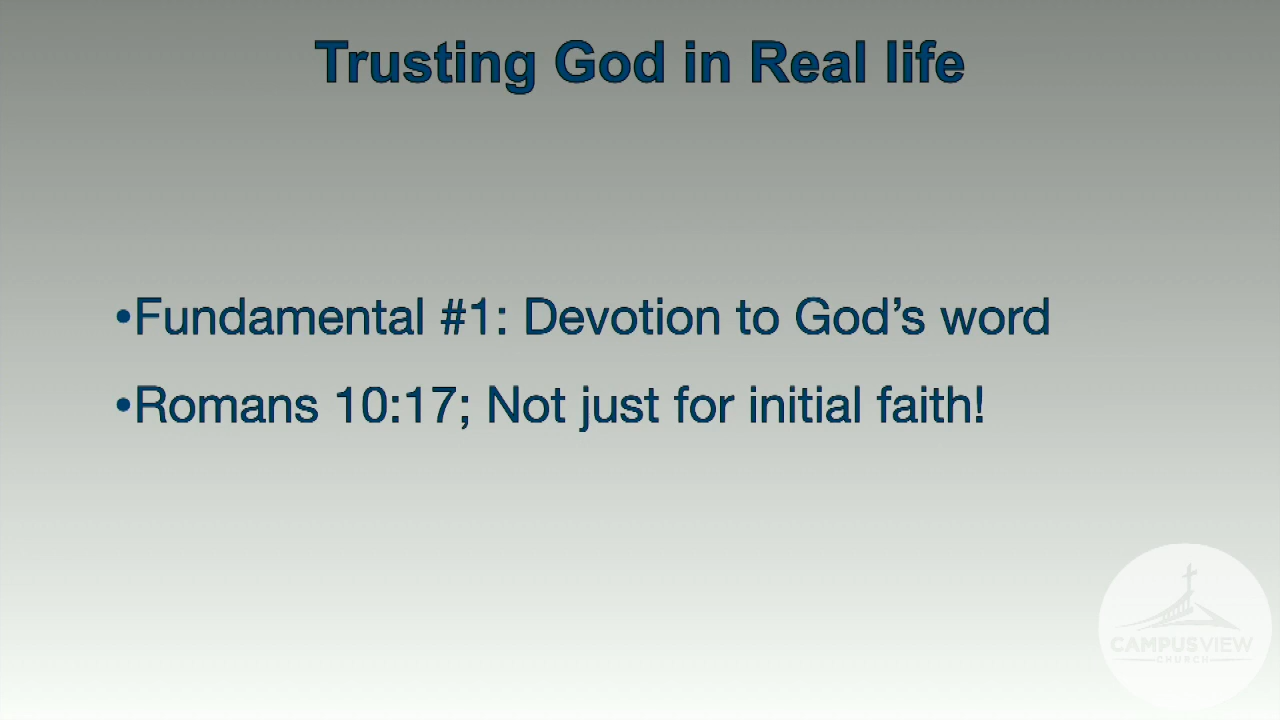 Trusting God in Real life
•Fundamental #1: Devotion to God’s word
•Romans 10:17; Not just for initial faith!
CAMPUSVIEW
CHURCH